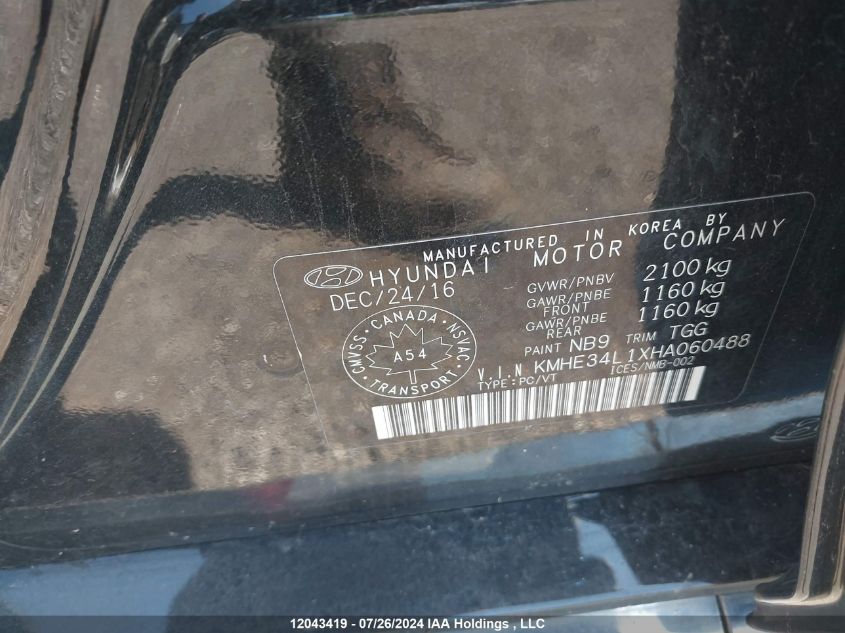 MANUFACTURED IN KOREA BY
HYUNDAI MOTOR COMPANY
DEC/24/16
GVWR/PNBV 2100 kg
GAWR/PNBE FRONT 1160 kg
GAWR/PNBE REAR 1160 kg
PAINT NB9 TRIM TGG
V.I.N KMHE34L1XHA060488
TYPE:PC/VT ICES/NMB-002
CMVSS · CANADA · NSVAC
A54
TRANSPORT
12043419 - 07/26/2024 IAA Holdings , LLC